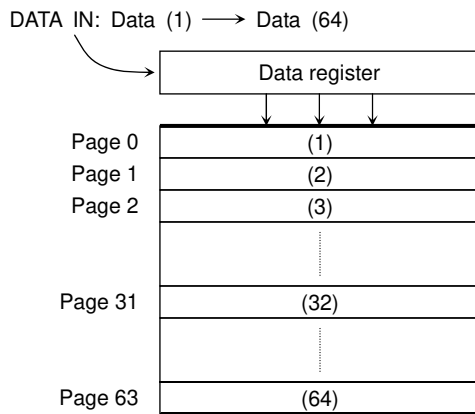 DATA IN: Data (1) ⟶ Data (64)
Data register
Page 0 (1)
Page 1 (2)
Page 2 (3)
Page 31 (32)
Page 63 (64)